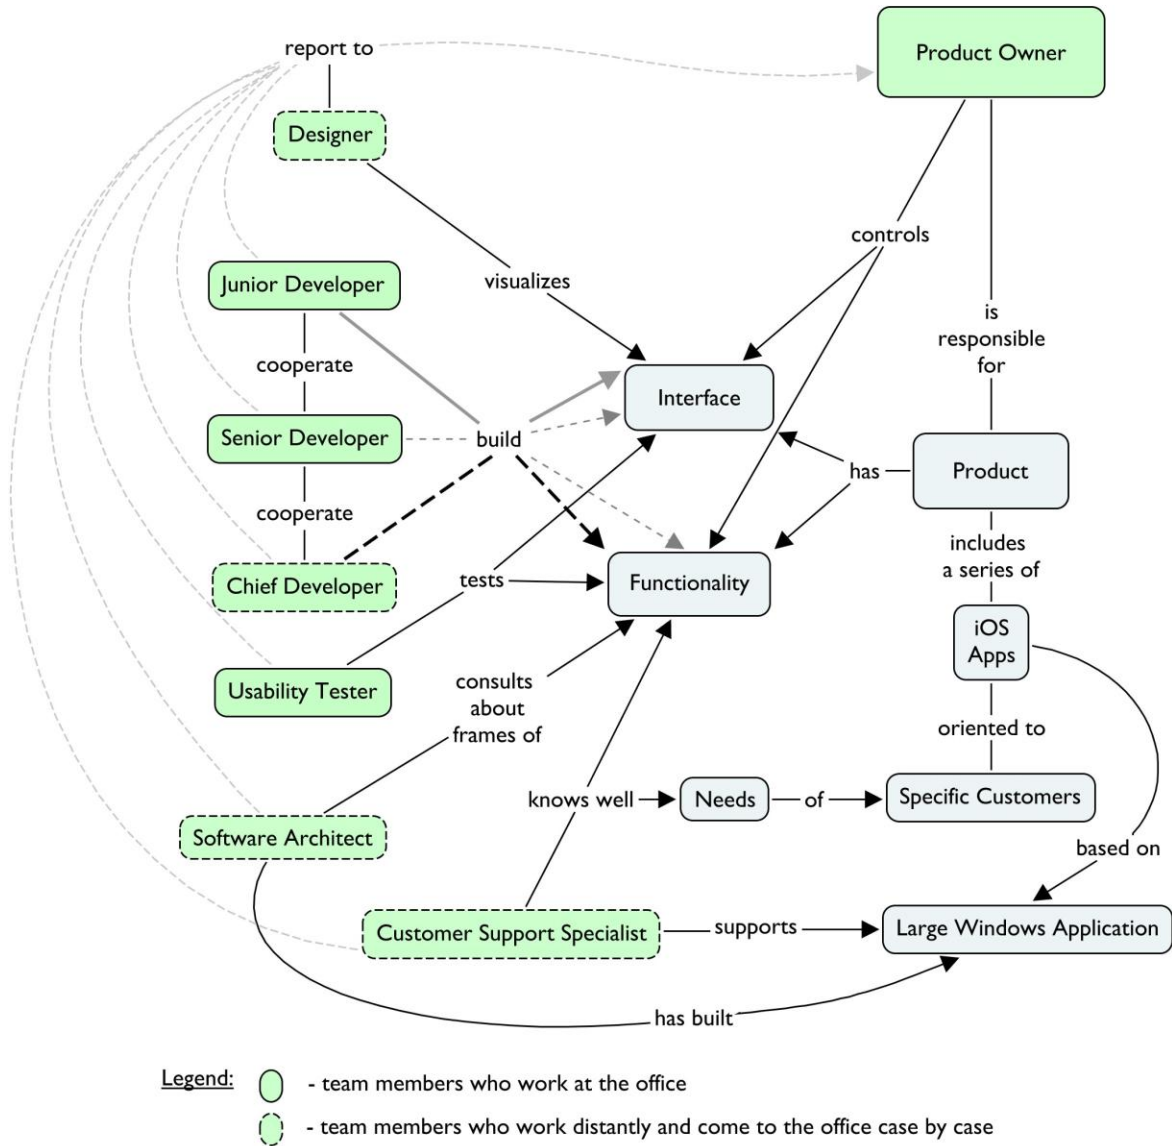 report to
Product Owner
Designer
controls
Junior Developer
visualizes
is
responsible
for
cooperate
Interface
Senior Developer
build
has
Product
cooperate
includes
a series of
Chief Developer
tests
Functionality
iOS
Apps
Usability Tester
consults
about
frames of
oriented to
knows well
Needs
of
Specific Customers
Software Architect
based on
Customer Support Specialist
supports
Large Windows Application
has built
Legend:
- team members who work at the office
- team members who work distantly and come to the office case by case